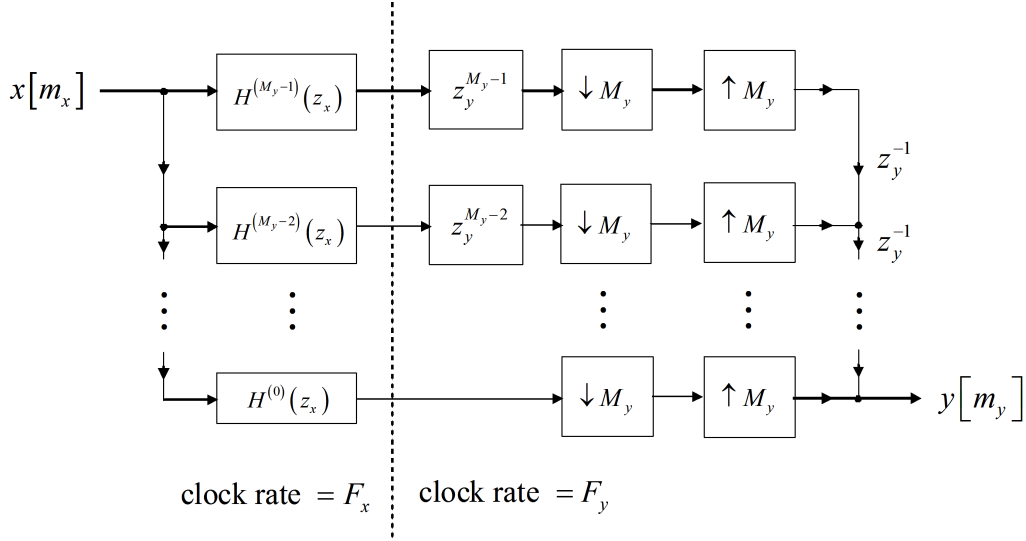 x[m_x] H^{(M_y-1)}(z_x) z_y^{M_y-1} ↓ M_y ↑ M_y
z_y^{-1}
H^{(M_y-2)}(z_x) z_y^{M_y-2} ↓ M_y ↑ M_y
z_y^{-1}
H^{(0)}(z_x) ↓ M_y ↑ M_y y[m_y]
clock rate = F_x clock rate = F_y